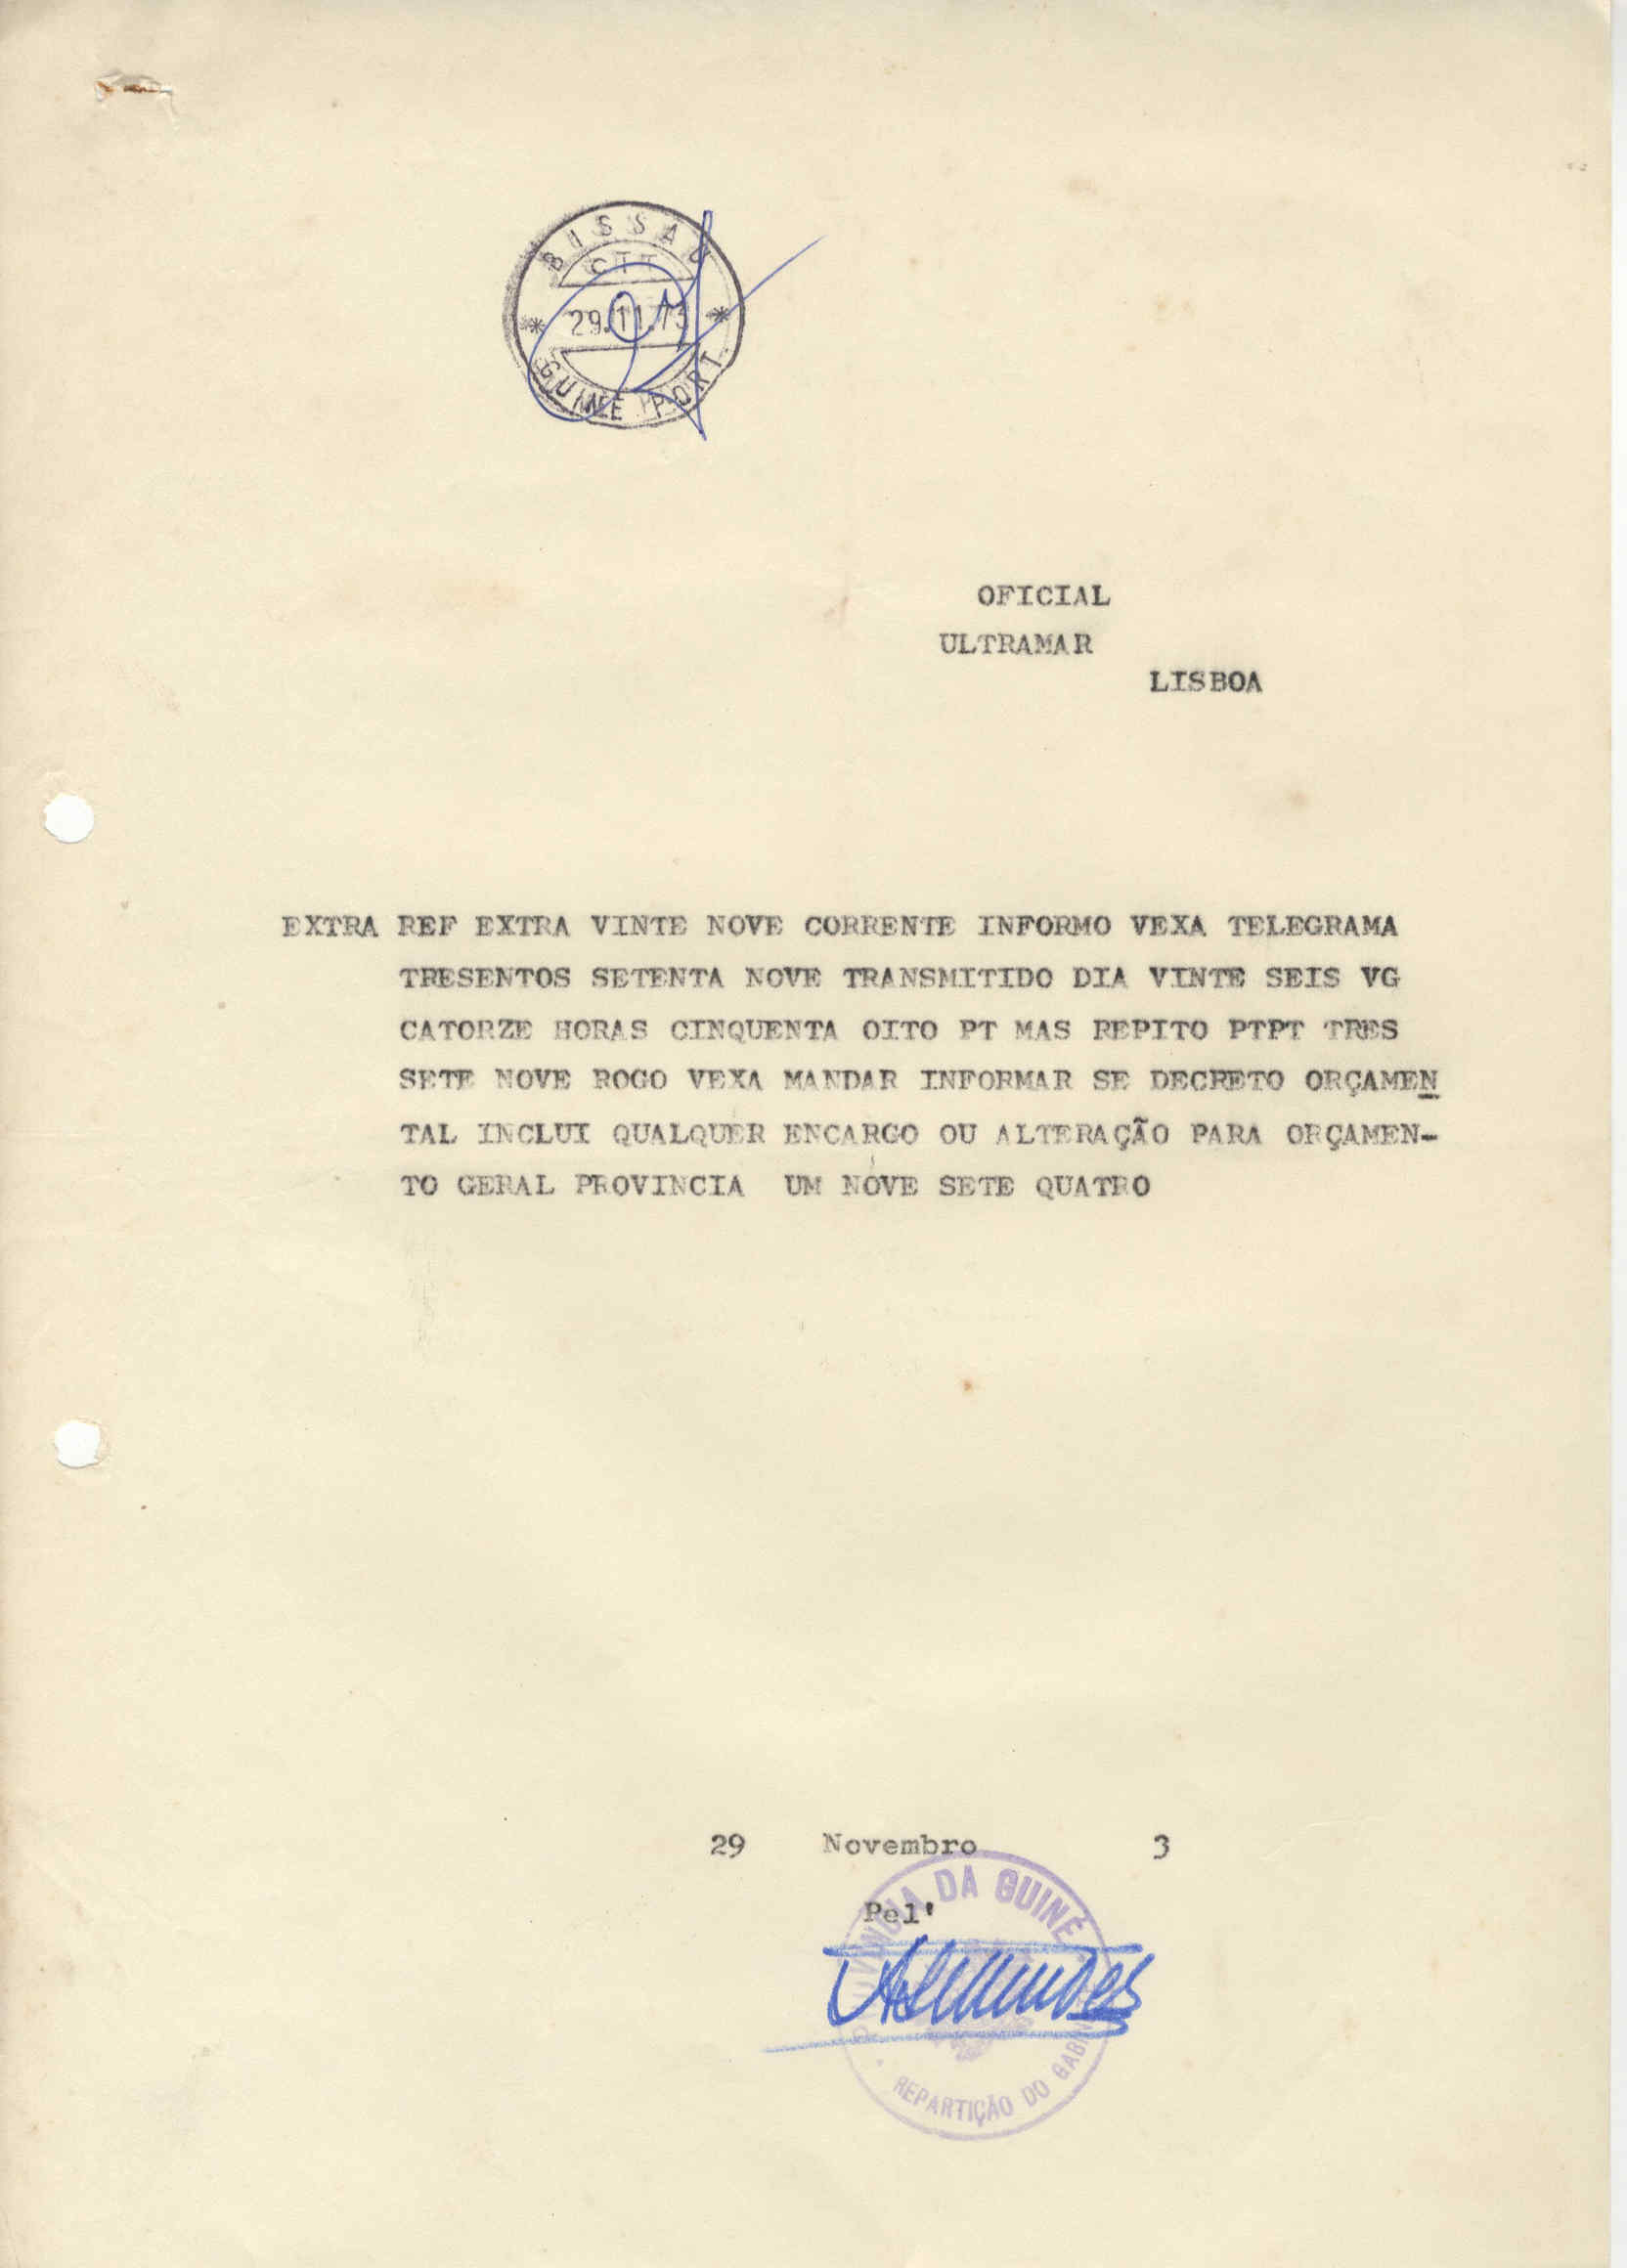 BISSAU
CTT
29.11.73
GUINÉ PORT.
OFICIAL
ULTRAMAR
LISBOA
EXTRA REF EXTRA VINTE NOVE CORRENTE INFORMO VEXA TELEGRAMA
TRESENTOS SETENTA NOVE TRANSMITIDO DIA VINTE SEIS VG
CATORZE HORAS CINQUENTA OITO PT MAS REPITO PTPT TRES
SETE NOVE ROGO VEXA MANDAR INFORMAR SE DECRETO ORÇAMEN
TAL INCLUI QUALQUER ENCARGO OU ALTERAÇÃO PARA ORÇAMEN-
TO GERAL PROVINCIA UM NOVE SETE QUATRO
29 Novembro 3
Pel'
PROVINCIA DA GUINÉ
REPARTIÇÃO DO